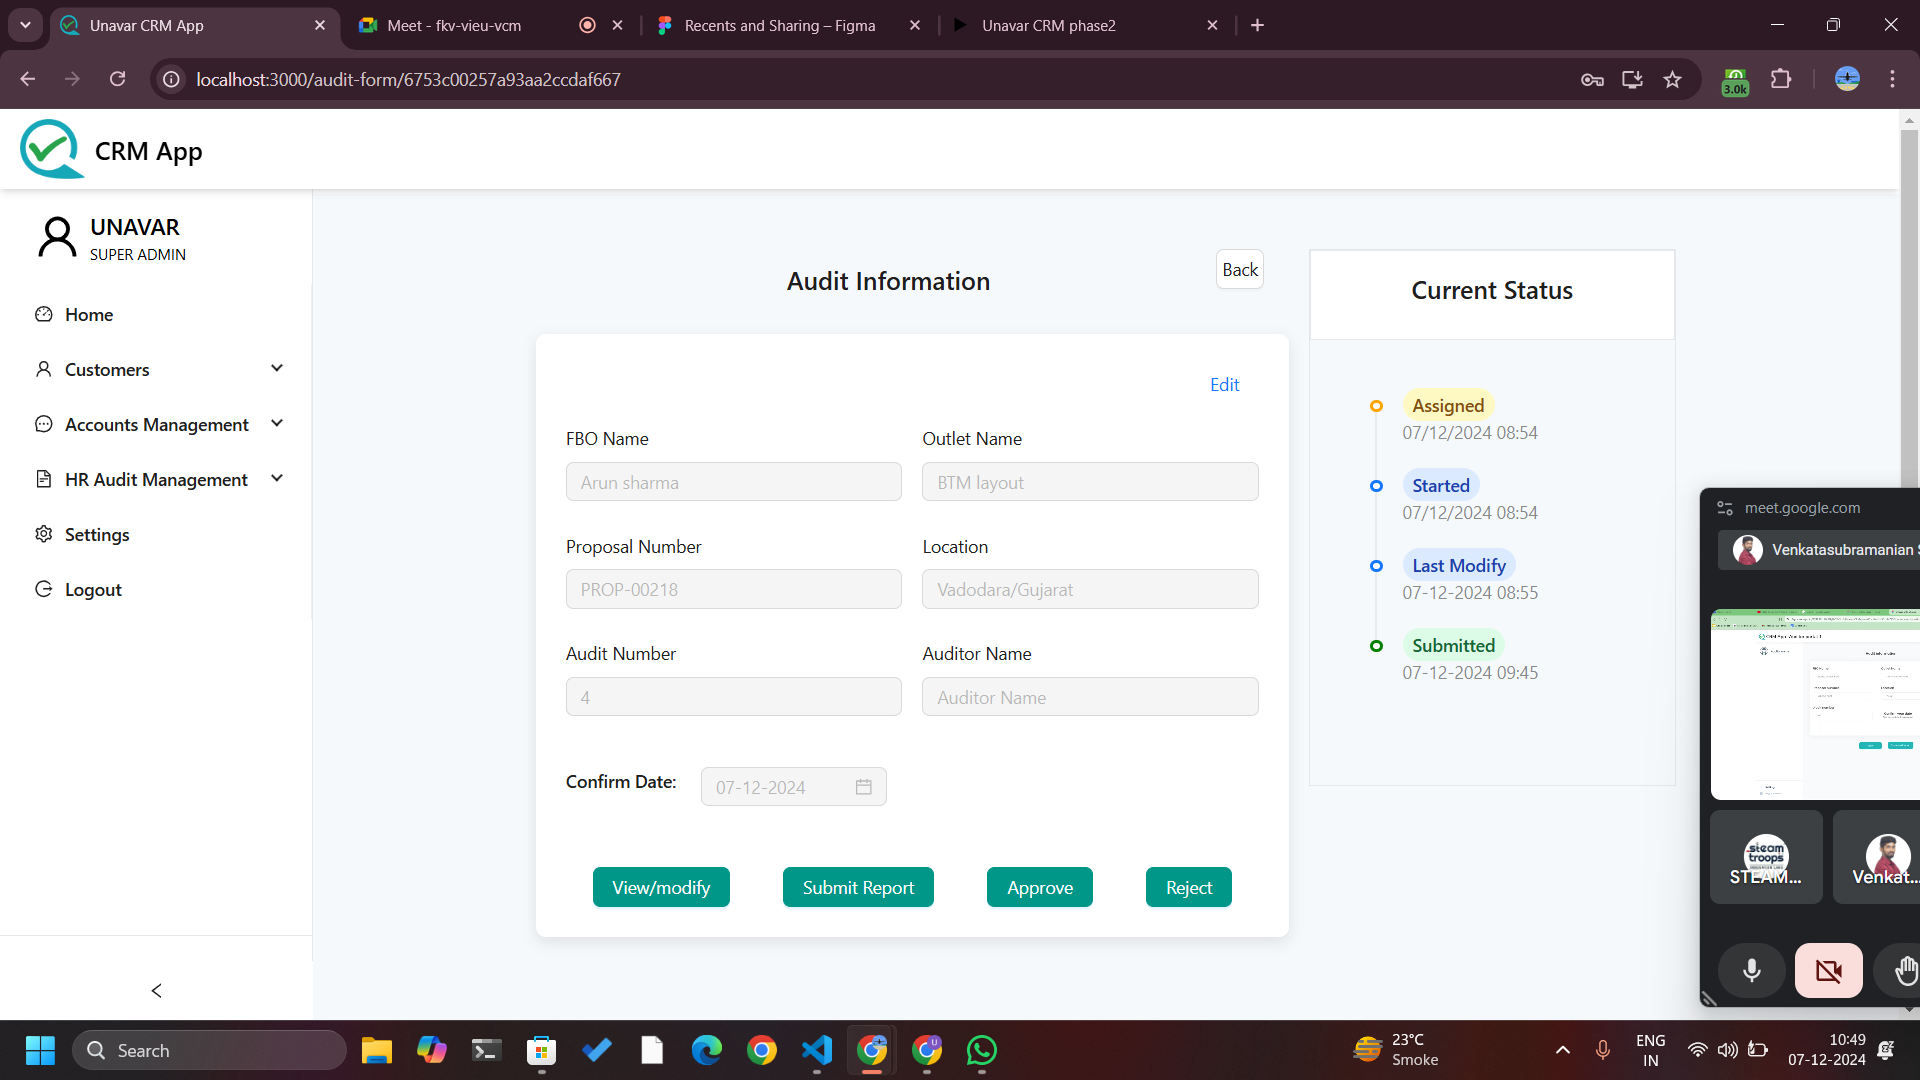 Unavar CRM App
Meet - fkv-vieu-vcm
Recents and Sharing – Figma
Unavar CRM phase2
localhost:3000/audit-form/6753c00257a93aa2ccdaf667
3.0k
CRM App
UNAVAR
SUPER ADMIN
Home
Customers
Accounts Management
HR Audit Management
Settings
Logout
Audit Information
Back
Edit
FBO Name
Outlet Name
Arun sharma
BTM layout
Proposal Number
Location
PROP-00218
Vadodara/Gujarat
Audit Number
Auditor Name
4
Auditor Name
Confirm Date:
07-12-2024
View/modify
Submit Report
Approve
Reject
Current Status
Assigned
07/12/2024 08:54
Started
07/12/2024 08:54
Last Modify
07-12-2024 08:55
Submitted
07-12-2024 09:45
meet.google.com
Venkatasubramanian S
steam
troops
STEAM...
Venkat...
Search
23°C
Smoke
ENG
IN
10:49
07-12-2024